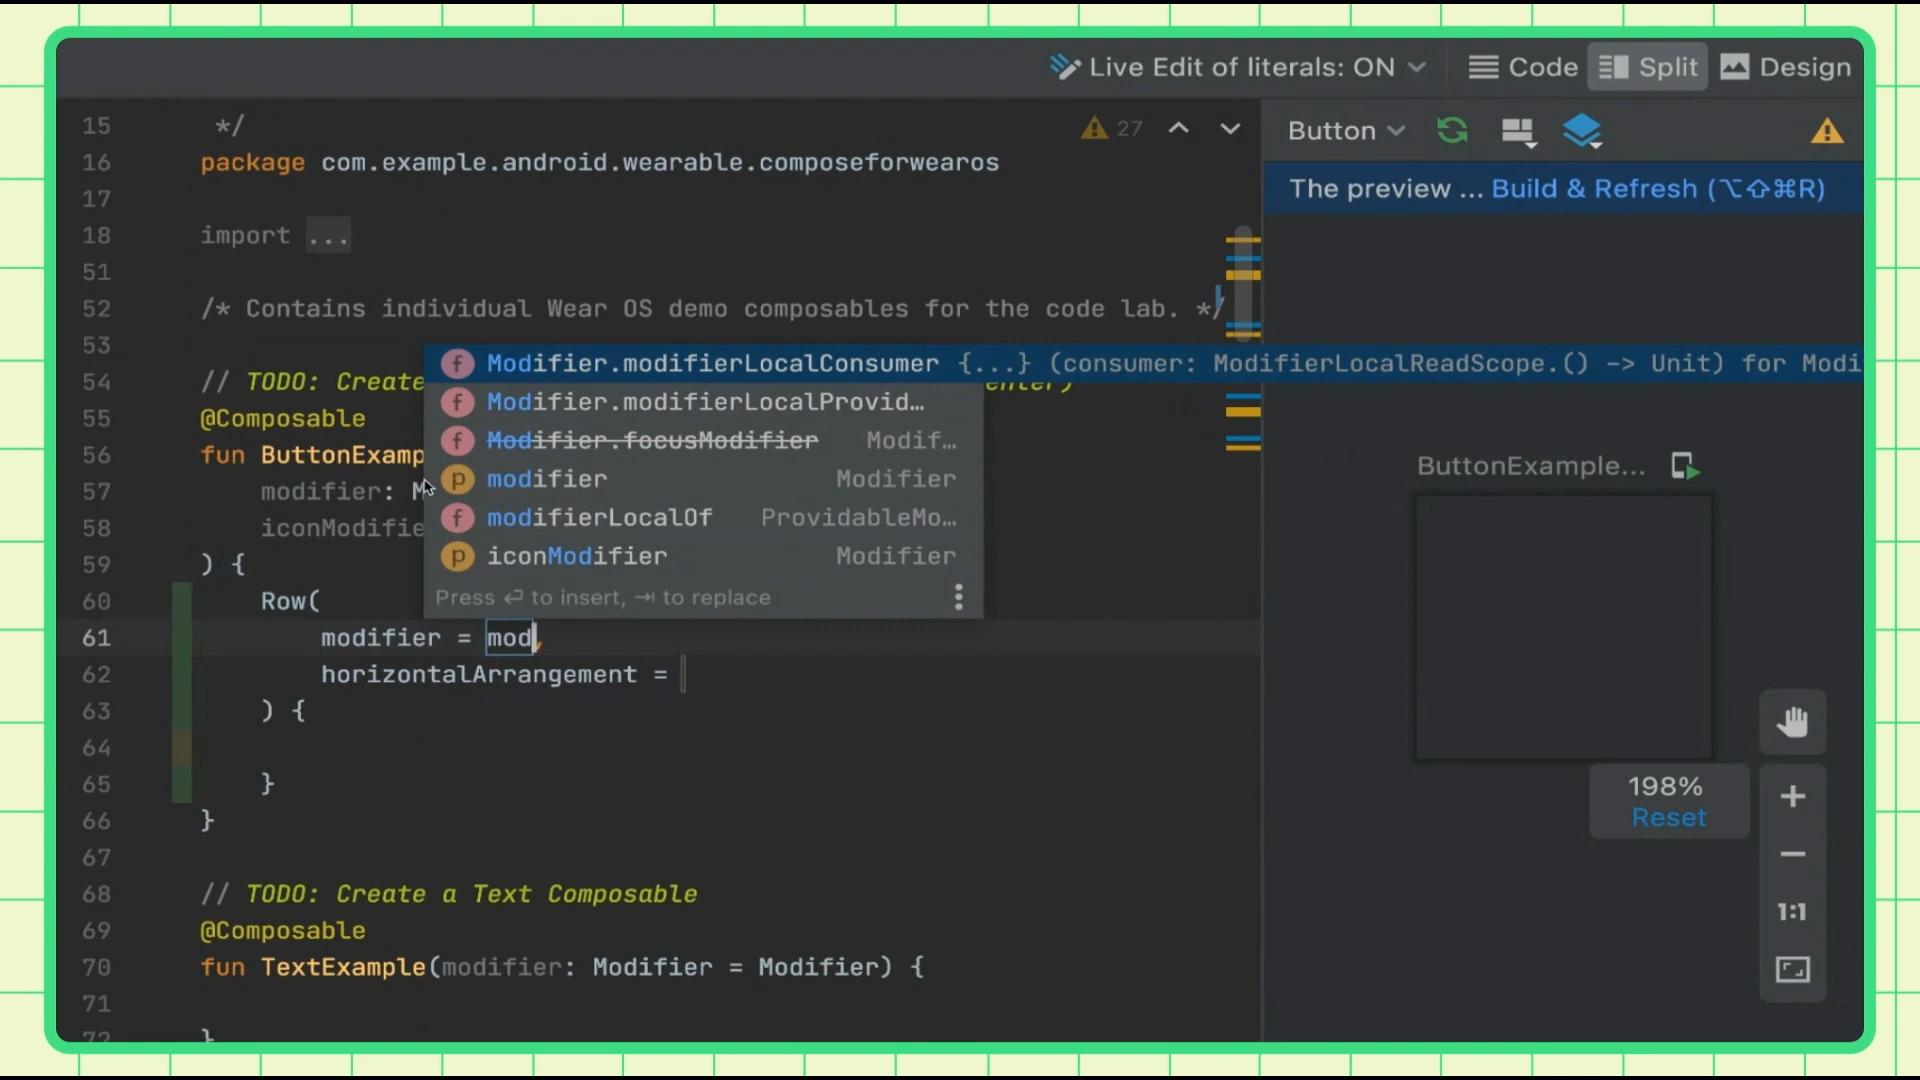 Live Edit of literals: ON
Code
Split
Design
27
Button
The preview ... Build & Refresh (⌥⇧⌘R)
15 */
16 package com.example.android.wearable.composeforwearos
17
18 import ...
51
52 /* Contains individual Wear OS demo composables for the code lab. */
53
54 // TODO: Create
55 @Composable
56 fun ButtonExamp
57 modifier: M
58 iconModifie
59 ) {
60 Row(
61 modifier = mod,
62 horizontalArrangement =
63 ) {
64
65 }
66 }
67
68 // TODO: Create a Text Composable
69 @Composable
70 fun TextExample(modifier: Modifier = Modifier) {
71
72 }
f Modifier.modifierLocalConsumer {...} (consumer: ModifierLocalReadScope.() -> Unit) for Modi
f Modifier.modifierLocalProvid...
f Modifier.focusModifier Modif...
p modifier Modifier
f modifierLocalOf ProvidableMo...
p iconModifier Modifier
Press ⏎ to insert, ⇥ to replace
ButtonExample...
198%
Reset
1:1